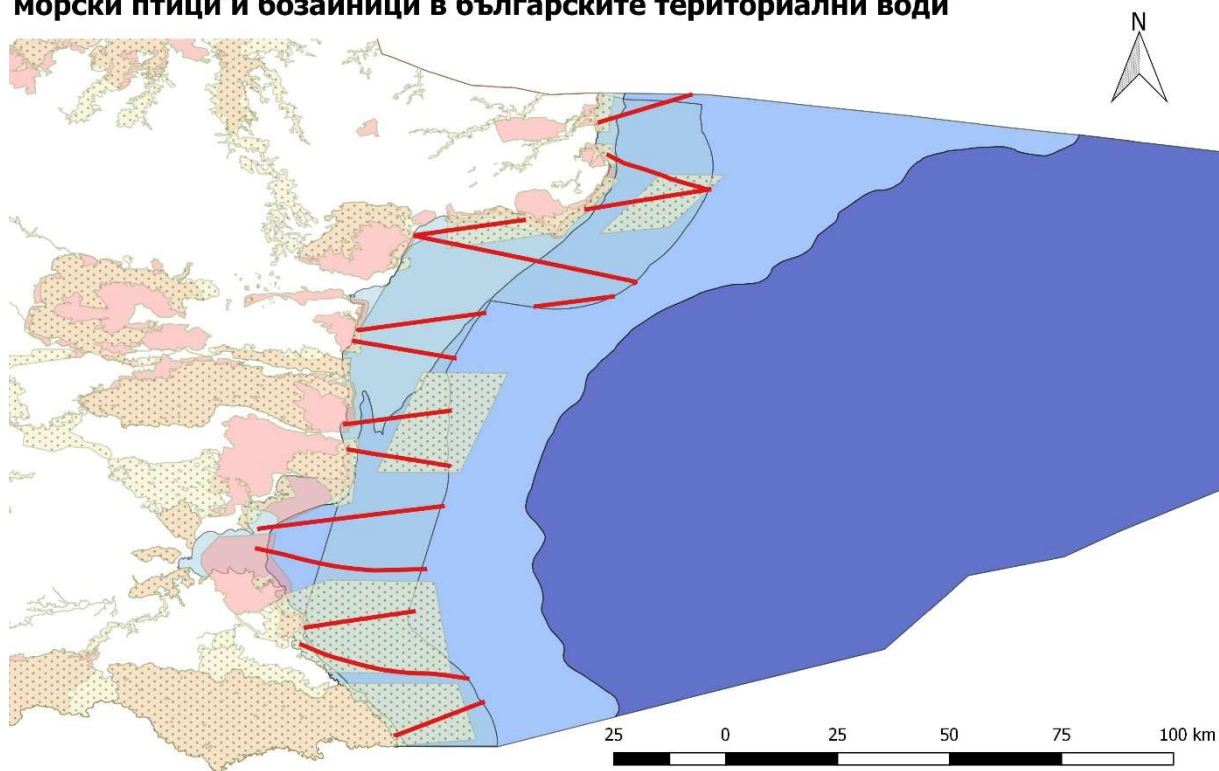 морски птици и бозайници в българските териториални води
N
25 0 25 50 75 100 km